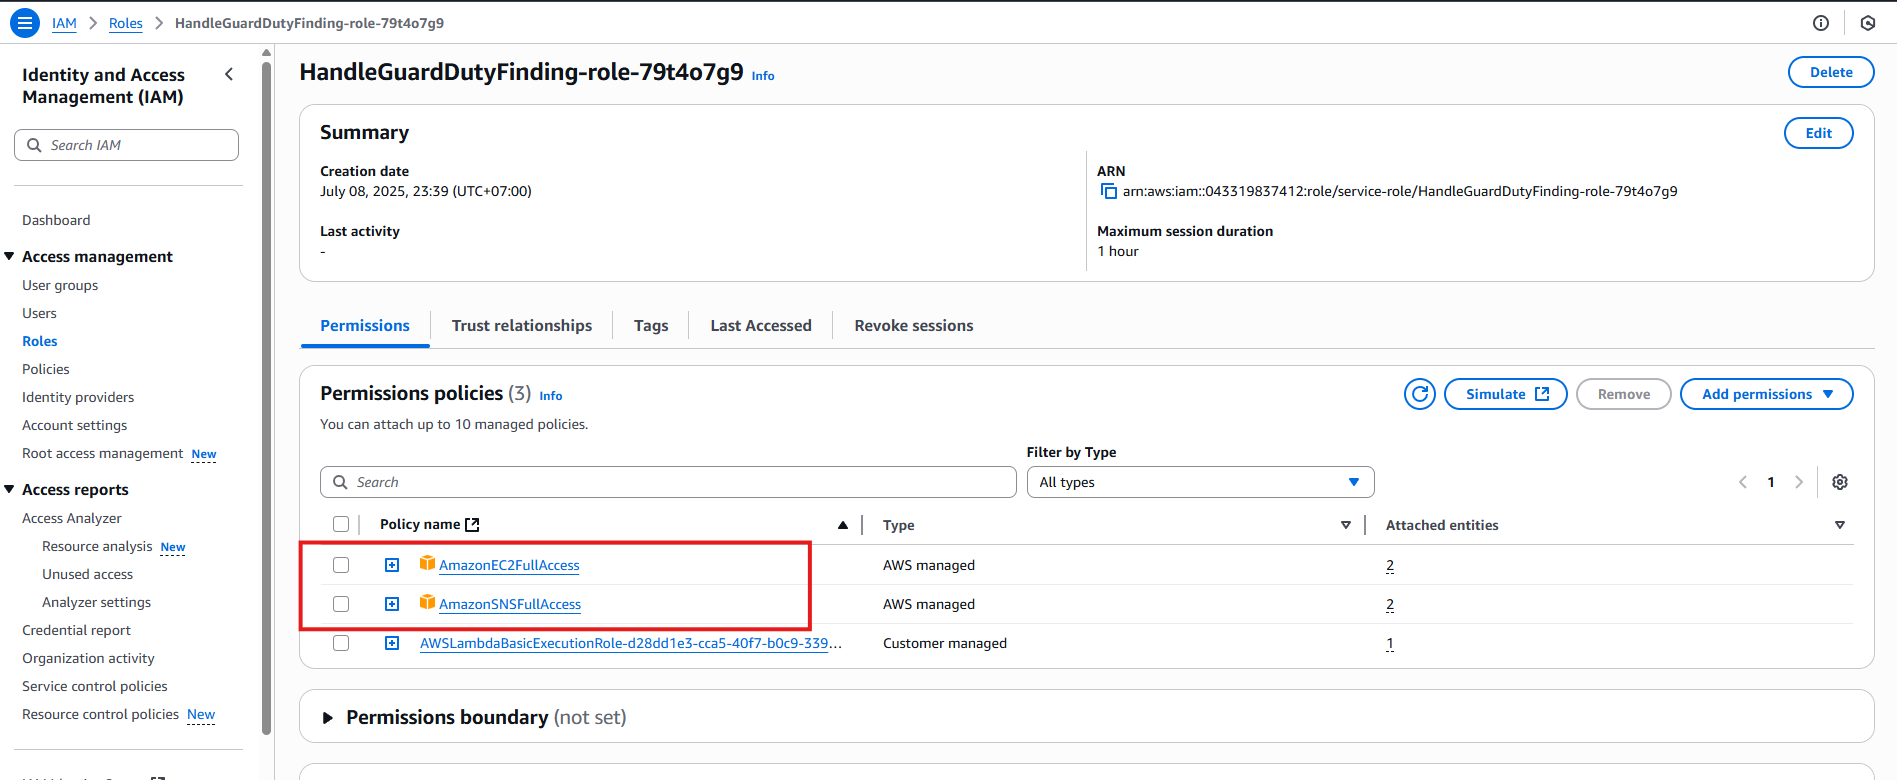 IAM > Roles > HandleGuardDutyFinding-role-79t4o7g9
Identity and Access Management (IAM)
Search IAM
Dashboard
Access management
User groups
Users
Roles
Policies
Identity providers
Account settings
Root access management New
Access reports
Access Analyzer
Resource analysis New
Unused access
Analyzer settings
Credential report
Organization activity
Service control policies
Resource control policies New
HandleGuardDutyFinding-role-79t4o7g9 Info
Delete
Summary
Edit
Creation date
July 08, 2025, 23:39 (UTC+07:00)
ARN
arn:aws:iam::043319837412:role/service-role/HandleGuardDutyFinding-role-79t4o7g9
Last activity
-
Maximum session duration
1 hour
Permissions Trust relationships Tags Last Accessed Revoke sessions
Permissions policies (3) Info
Simulate Remove Add permissions
You can attach up to 10 managed policies.
Filter by Type
Search
All types
1
Policy name Type Attached entities
AmazonEC2FullAccess AWS managed 2
AmazonSNSFullAccess AWS managed 2
AWSLambdaBasicExecutionRole-d28dd1e3-cca5-40f7-b0c9-339... Customer managed 1
Permissions boundary (not set)